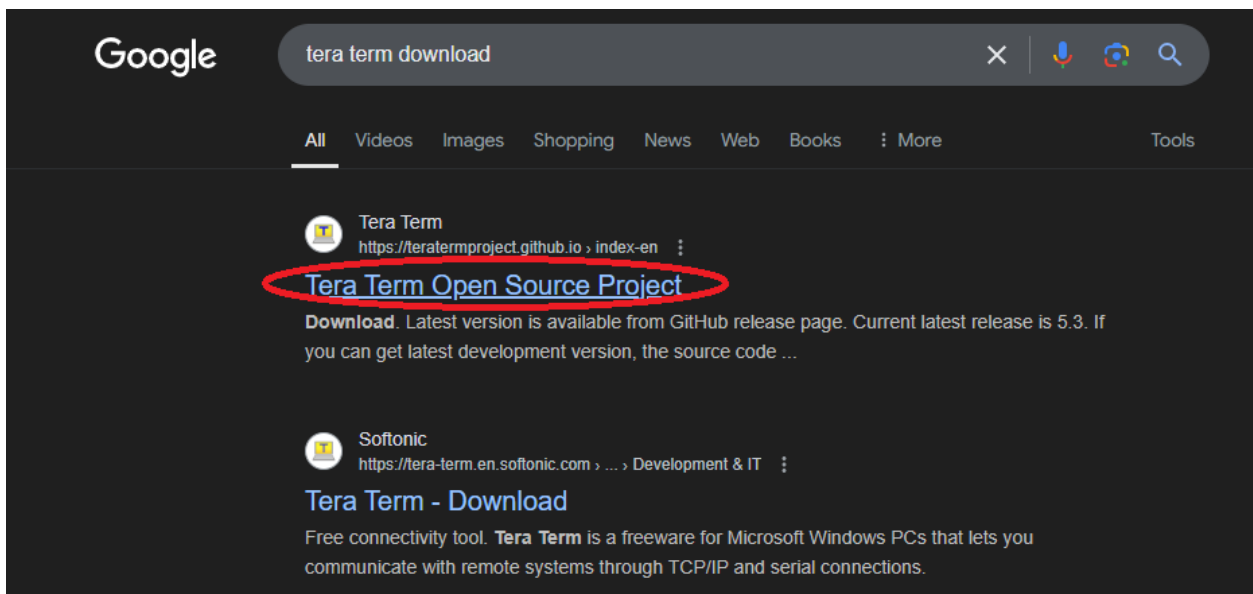 Google
tera term download
All Videos Images Shopping News Web Books More Tools
Tera Term
https://teratermproject.github.io › index-en
Tera Term Open Source Project
Download. Latest version is available from GitHub release page. Current latest release is 5.3. If
you can get latest development version, the source code ...
Softonic
https://tera-term.en.softonic.com › ... › Development & IT
Tera Term - Download
Free connectivity tool. Tera Term is a freeware for Microsoft Windows PCs that lets you
communicate with remote systems through TCP/IP and serial connections.